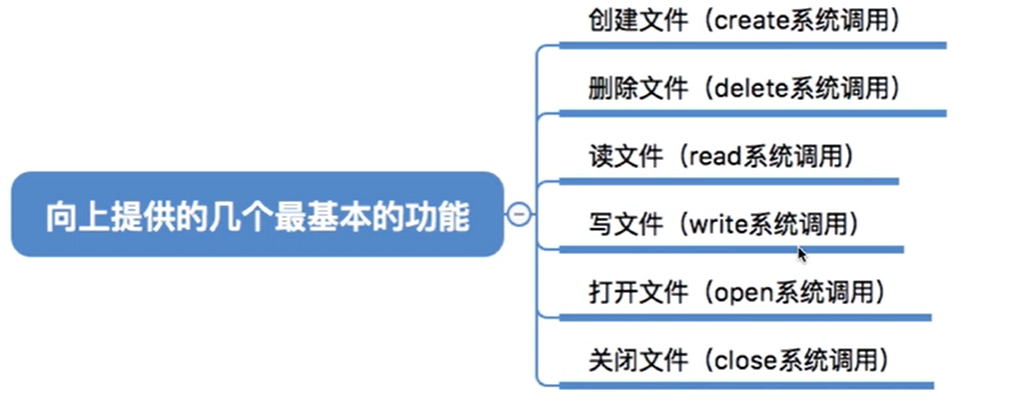 创建文件（create系统调用）
删除文件（delete系统调用）
读文件（read系统调用）
向上提供的几个最基本的功能
写文件（write系统调用）
打开文件（open系统调用）
关闭文件（close系统调用）